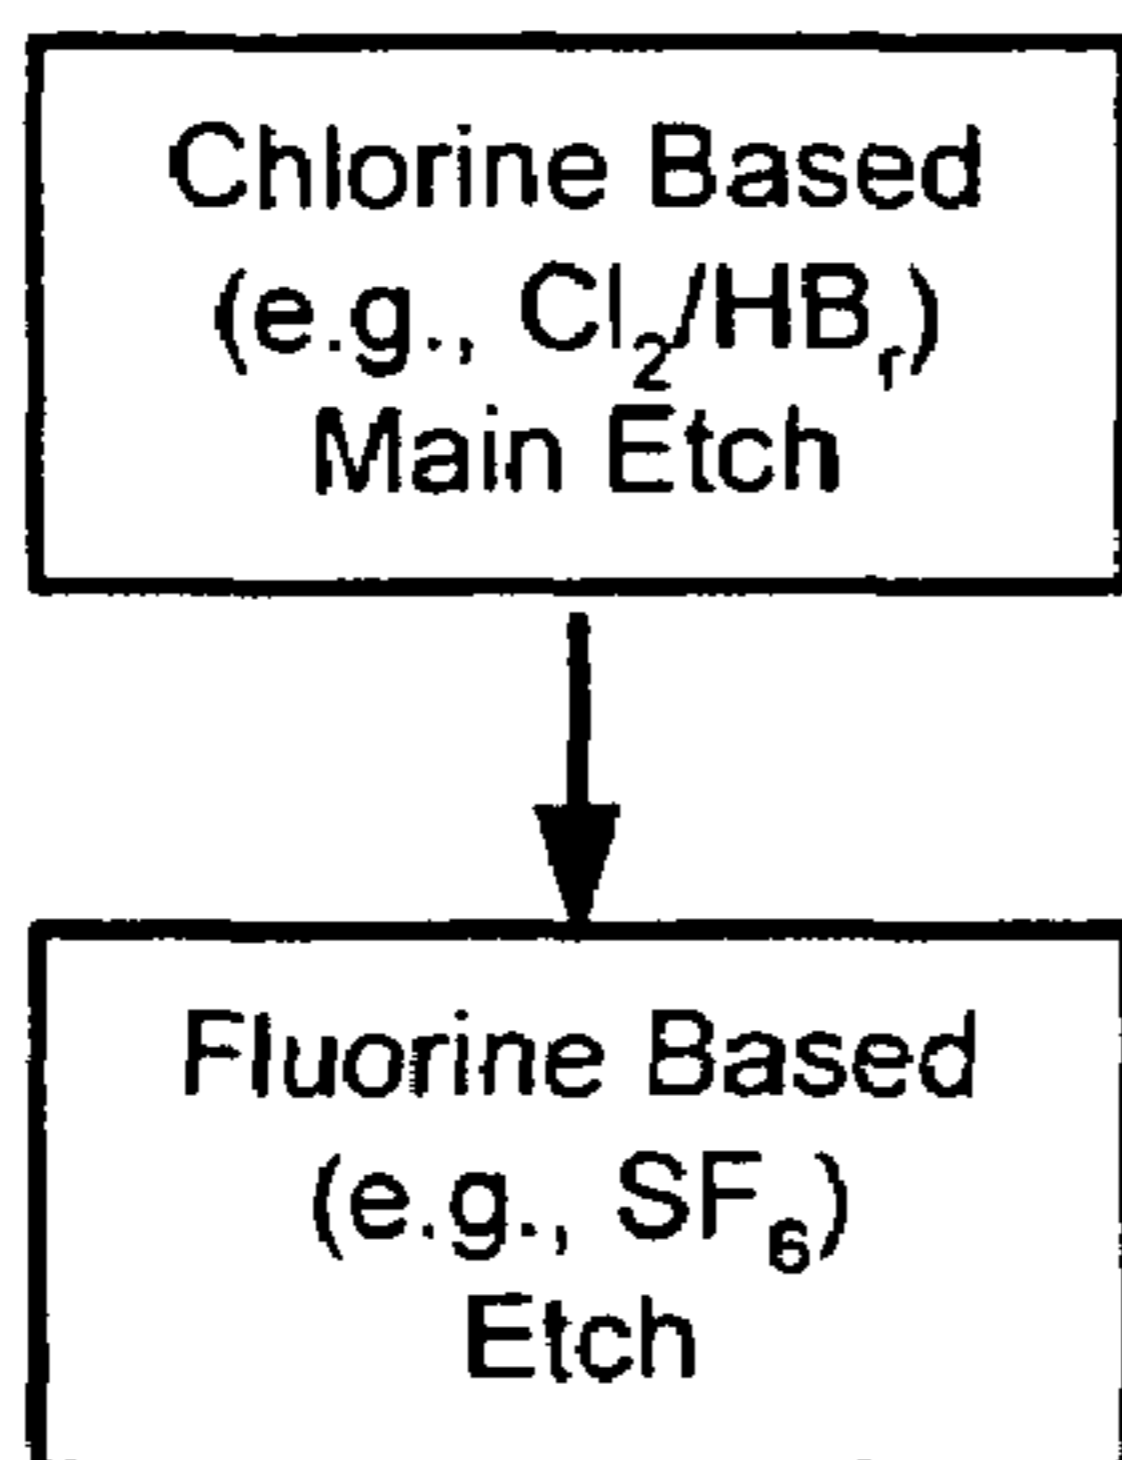 Chlorine Based
(e.g., Cl₂/HBᵣ)
Main Etch
Fluorine Based
(e.g., SF₆)
Etch